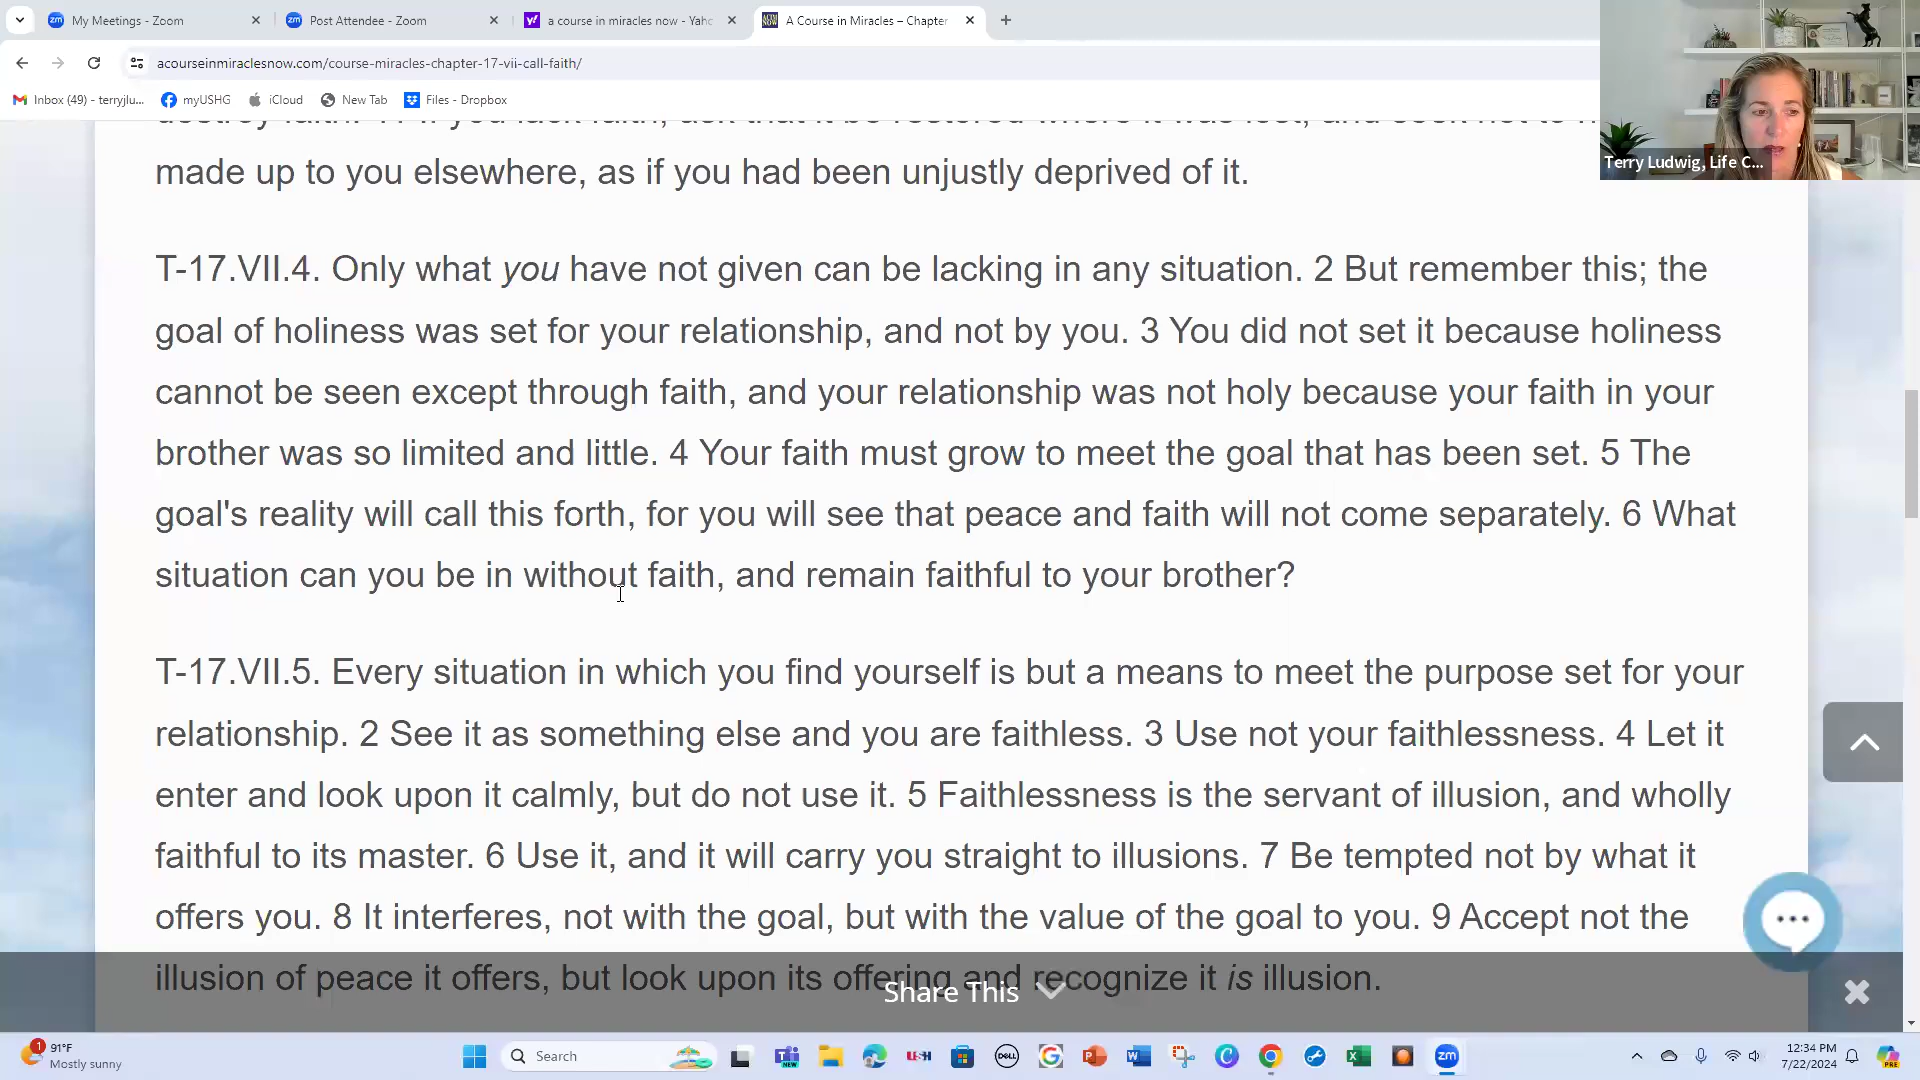 My Meetings - Zoom
Post Attendee - Zoom
a course in miracles now - Yaho
A Course in Miracles – Chapter
acourseinmiraclesnow.com/course-miracles-chapter-17-vii-call-faith/
Inbox (49) - terryjlu...
myUSHG
iCloud
New Tab
Files - Dropbox
Terry Ludwig, Life C...
made up to you elsewhere, as if you had been unjustly deprived of it.
T-17.VII.4. Only what you have not given can be lacking in any situation. 2 But remember this; the
goal of holiness was set for your relationship, and not by you. 3 You did not set it because holiness
cannot be seen except through faith, and your relationship was not holy because your faith in your
brother was so limited and little. 4 Your faith must grow to meet the goal that has been set. 5 The
goal's reality will call this forth, for you will see that peace and faith will not come separately. 6 What
situation can you be in without faith, and remain faithful to your brother?
T-17.VII.5. Every situation in which you find yourself is but a means to meet the purpose set for your
relationship. 2 See it as something else and you are faithless. 3 Use not your faithlessness. 4 Let it
enter and look upon it calmly, but do not use it. 5 Faithlessness is the servant of illusion, and wholly
faithful to its master. 6 Use it, and it will carry you straight to illusions. 7 Be tempted not by what it
offers you. 8 It interferes, not with the goal, but with the value of the goal to you. 9 Accept not the
illusion of peace it offers, but look upon its offering and recognize it is illusion.
Share This
91°F
Mostly sunny
Search
12:34 PM
7/22/2024